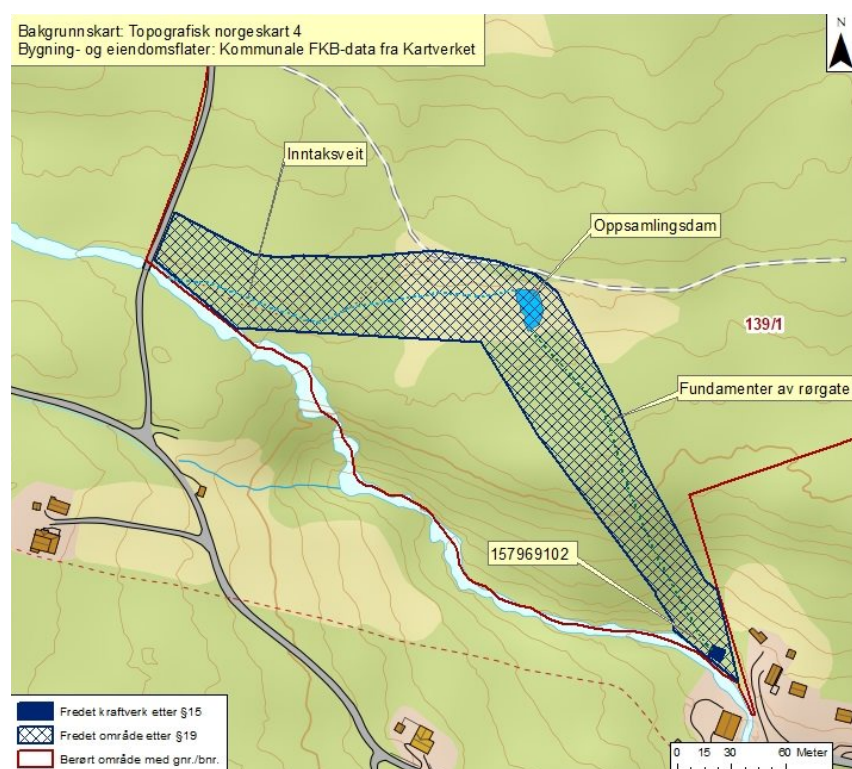 Bakgrunnskart: Topografisk norgeskart 4
Bygning- og eiendomsflater: Kommunale FKB-data fra Kartverket
N
Inntaksveit
Oppsamlingsdam
139/1
Fundamenter av rørgate
157969102
Fredet kraftverk etter §15
Fredet område etter §19
Berørt område med gnr./bnr.
0 15 30 60 Meter